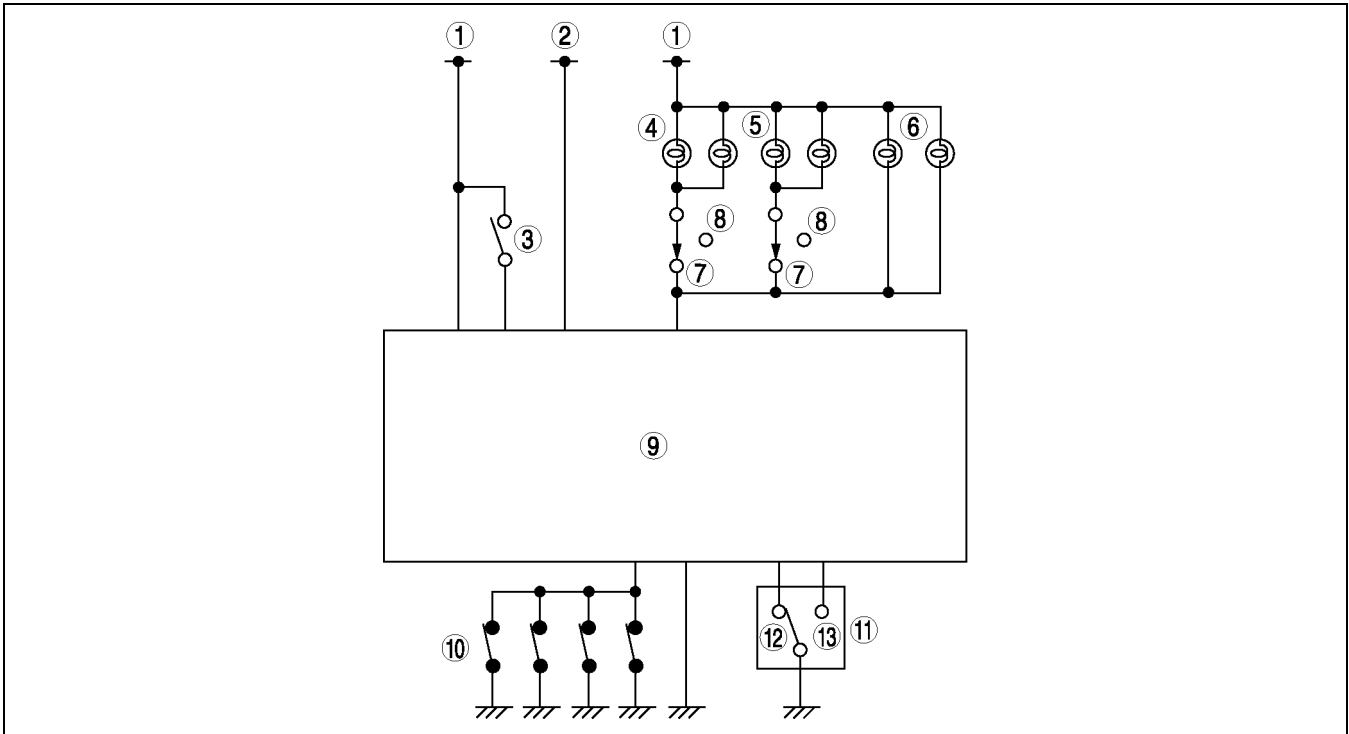 ① ② ①
④ ⑤ ⑥
③ ⑧ ⑧
⑦ ⑦
⑨
⑩ ⑫ ⑬ ⑪